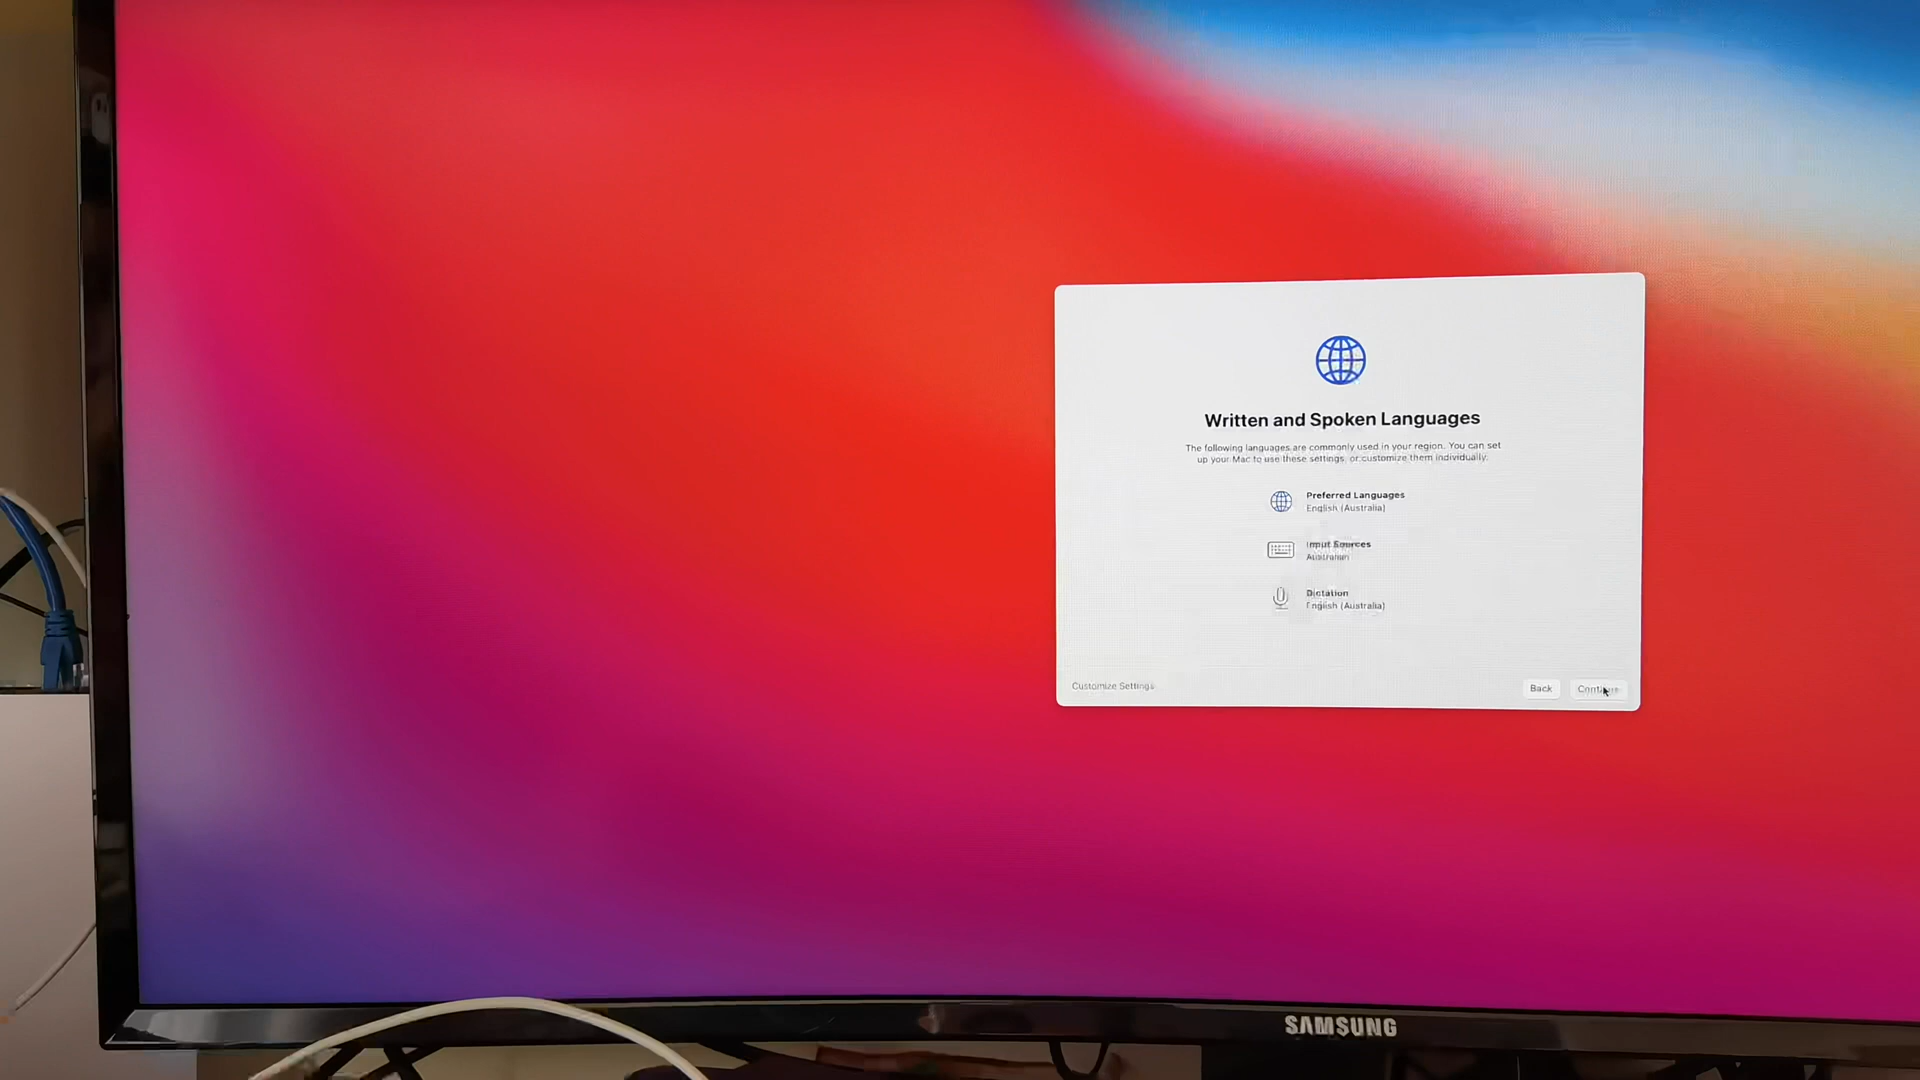 Written and Spoken Languages
The following languages are commonly used in your region. You can set
up your Mac to use these settings, or customize them individually.
Preferred Languages
English (Australia)
Input Sources
Australian
Dictation
English (Australia)
Customize Settings
Back
Continue
SAMSUNG